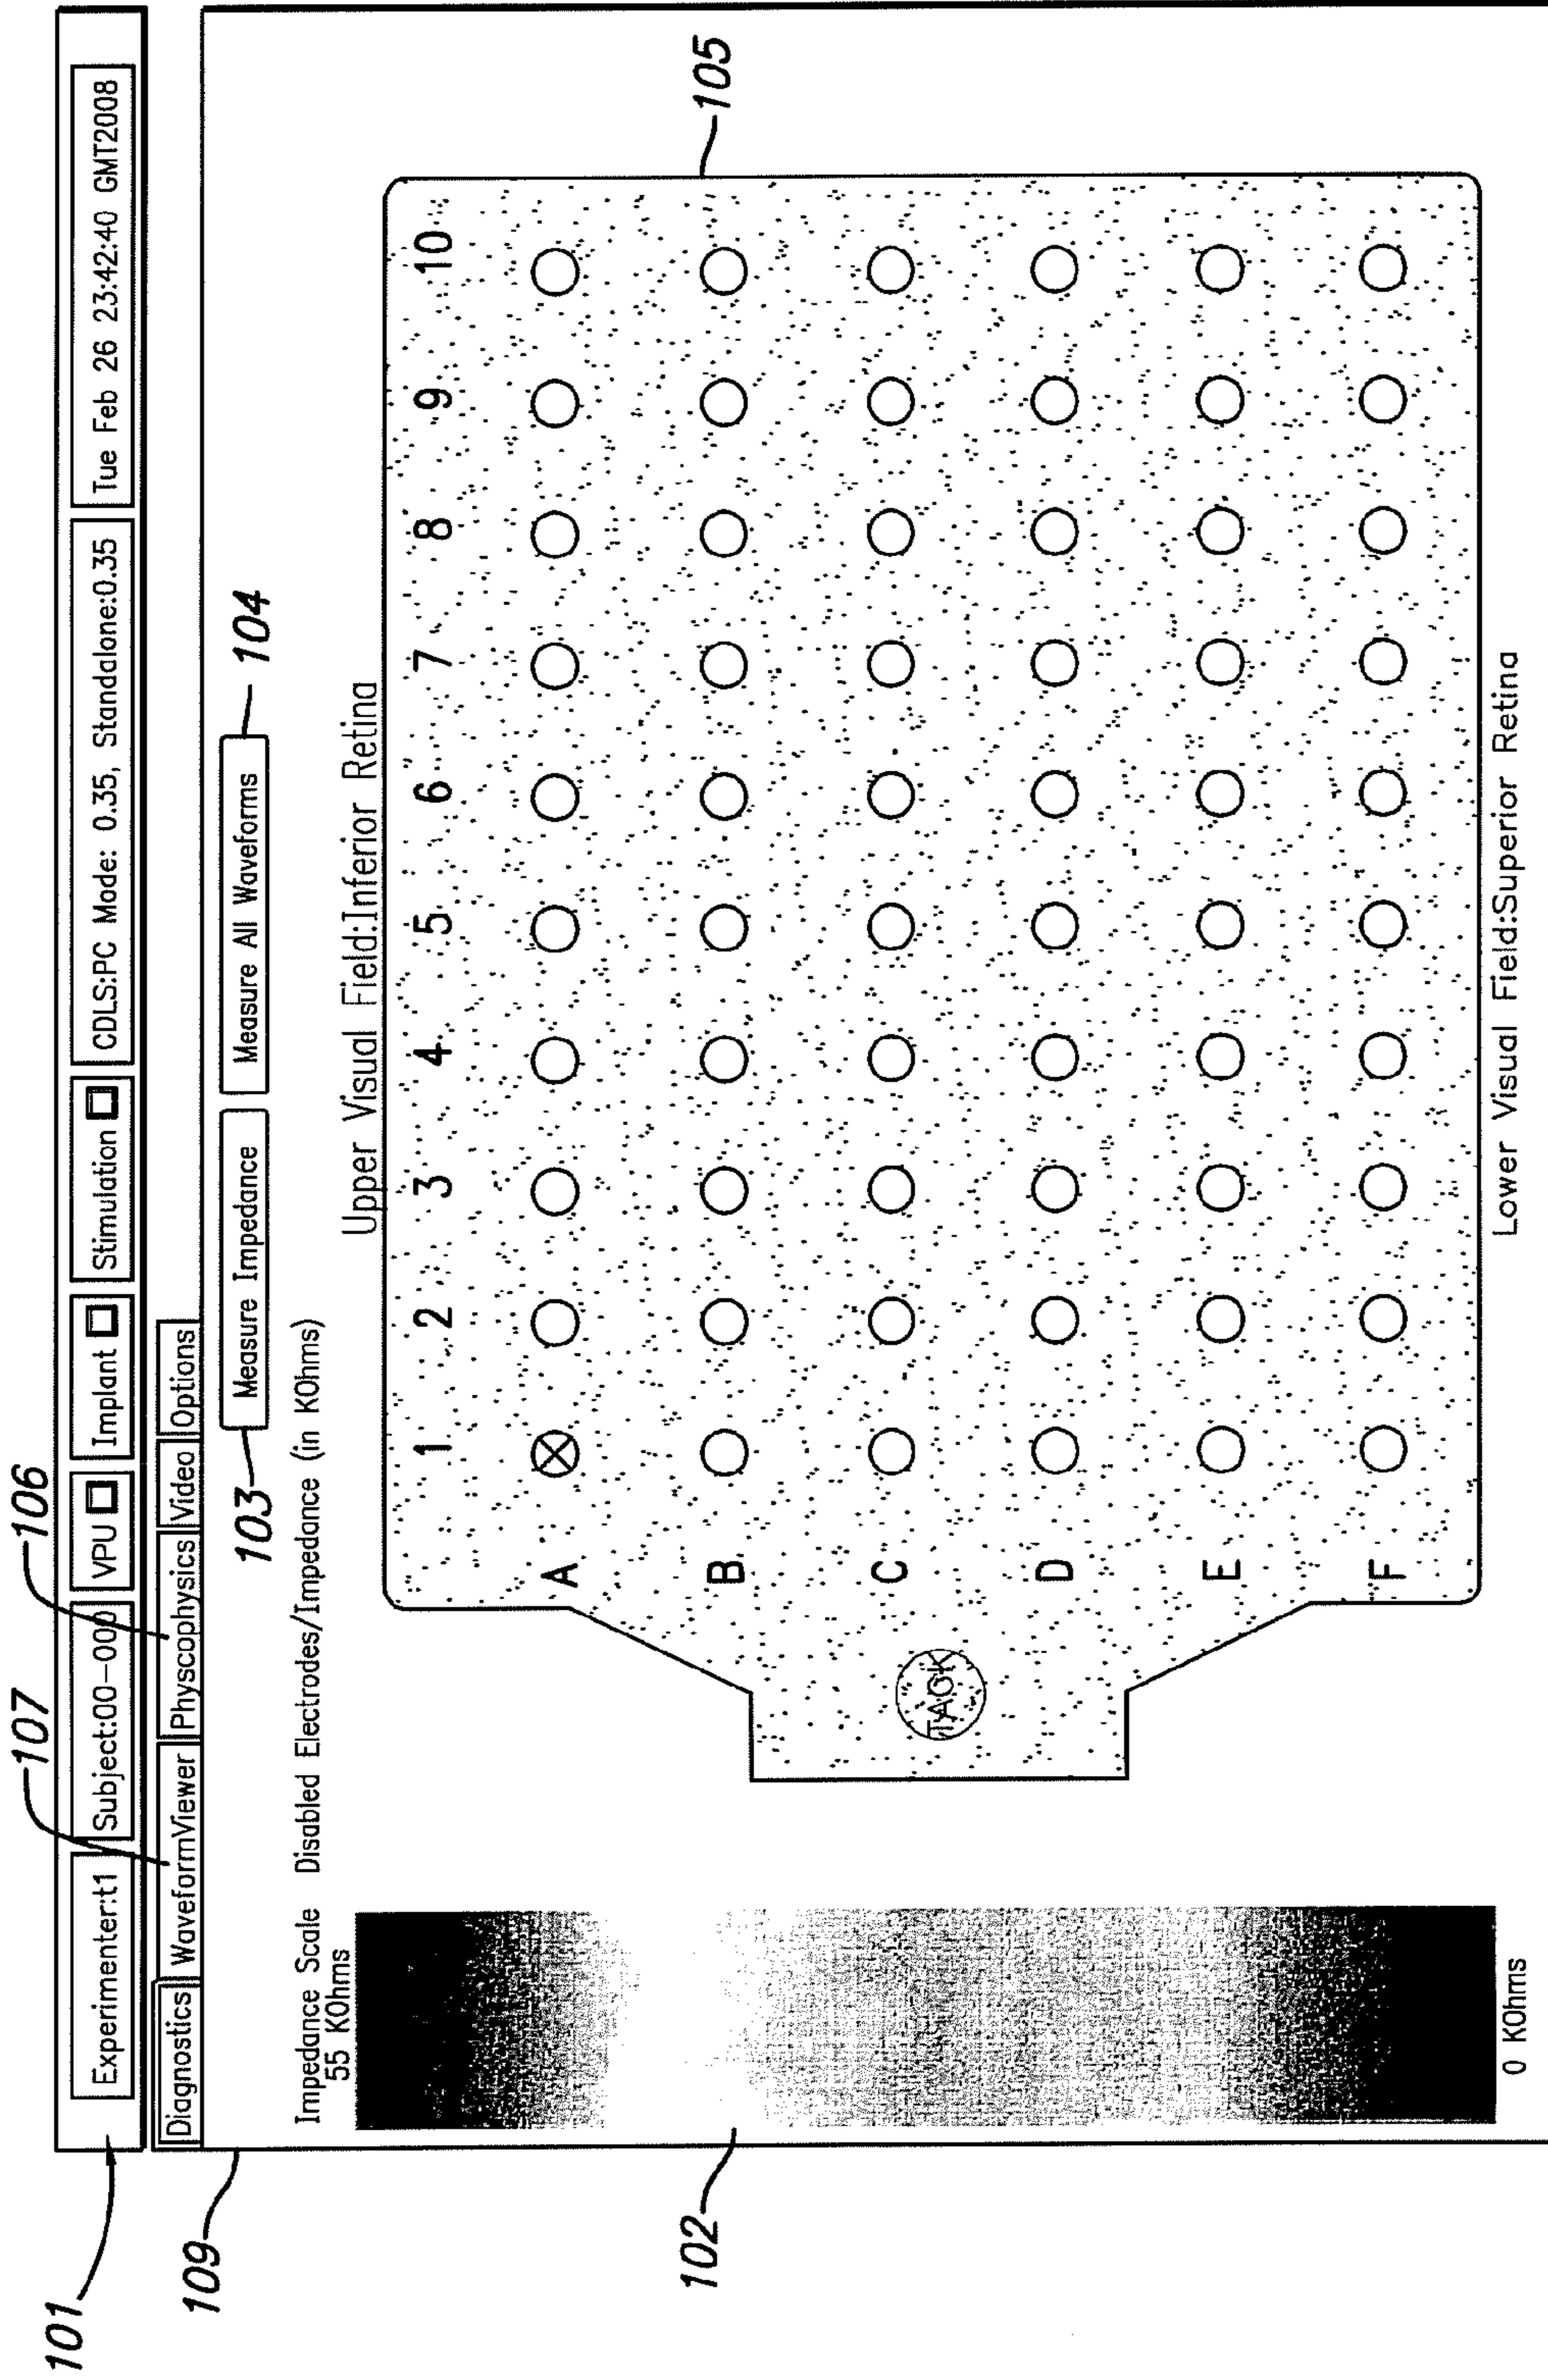 101
Experimenter:t1 Subject:00-000 VPU Implant Stimulation CDLS:PC Mode: 0.35, Standalone:0.35 Tue Feb 26 23:42:40 GMT2008
107 106
Diagnostics WaveformViewer Physcophysics Video Options
109
103 Measure Impedance Measure All Waveforms 104
Impedance Scale Disabled Electrodes/Impedance (in KOhms)
55 KOhms
Upper Visual Field:Inferior Retina
1 2 3 4 5 6 7 8 9 10
A
B
C
TACK
D
E
F
102
105
0 KOhms
Lower Visual Field:Superior Retina